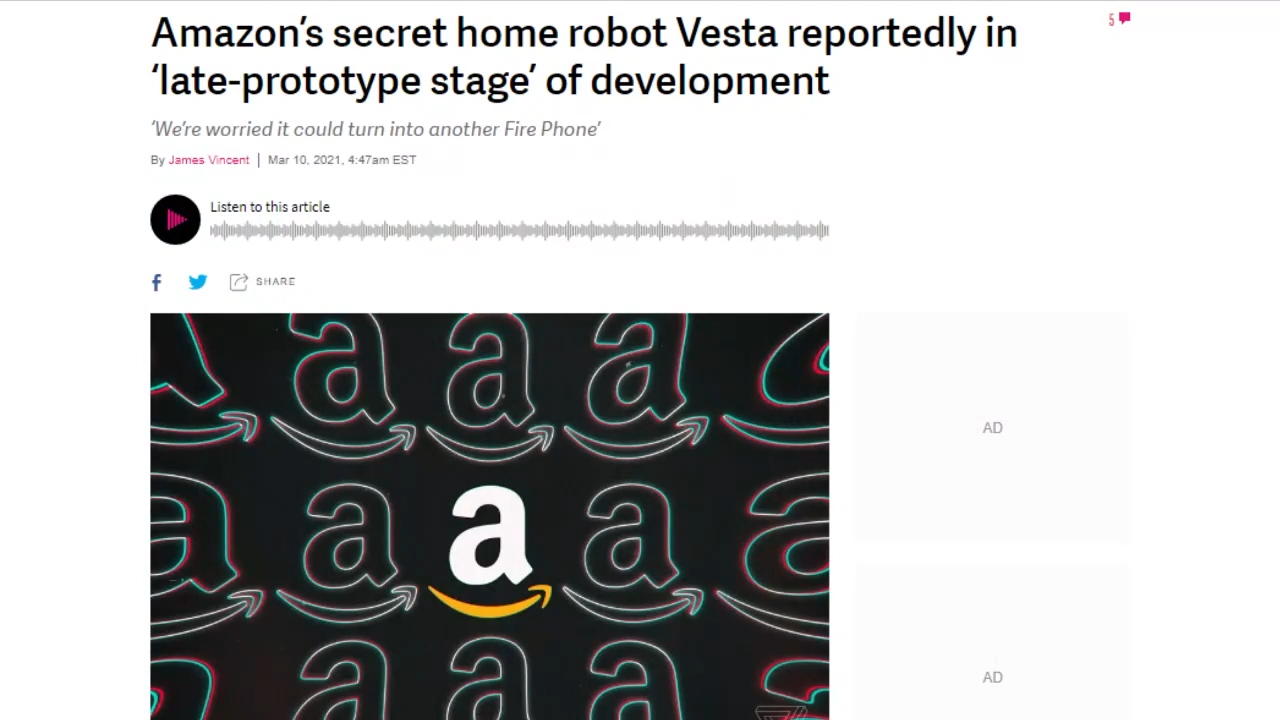 Amazon’s secret home robot Vesta reportedly in
‘late-prototype stage’ of development
5
‘We’re worried it could turn into another Fire Phone’
By James Vincent | Mar 10, 2021, 4:47am EST
Listen to this article
SHARE
a a a
a a a
a a a
AD
AD